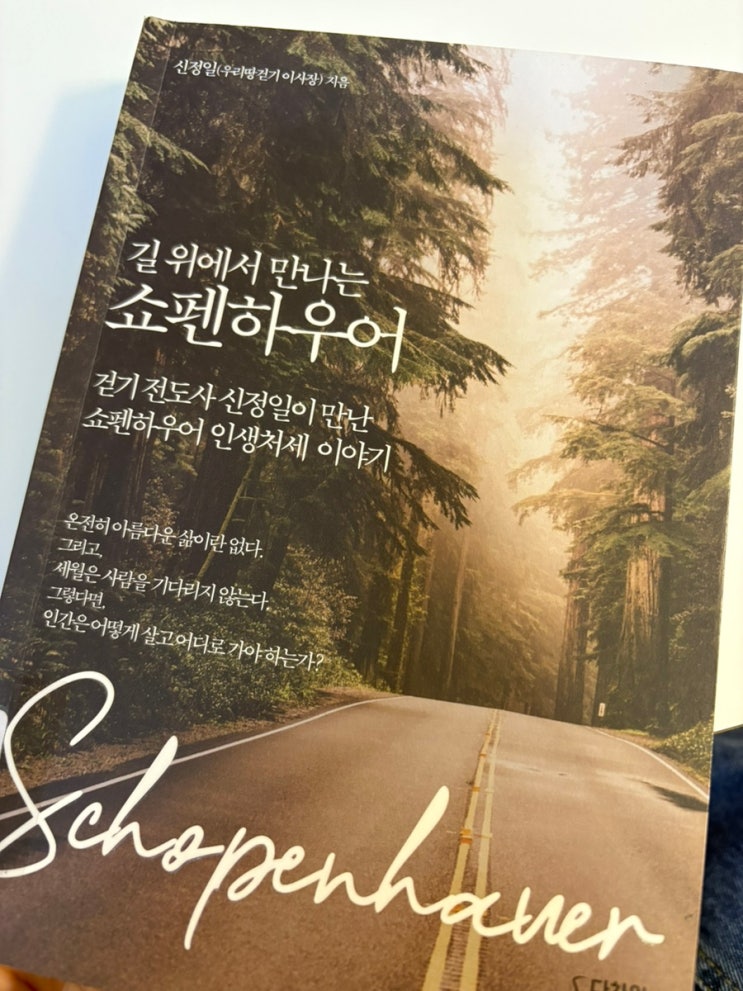 신정일(우리땅걷기 이사장) 지음
길 위에서 만나는
쇼펜하우어
걷기 전도사 신정일이 만난
쇼펜하우어 인생처세 이야기
온전히 아름다운 삶이란 없다.
그리고,
세월은 사람을 기다리지 않는다.
그렇다면,
인간은 어떻게 살고 어디로 가야 하는가?
Schopenhauer